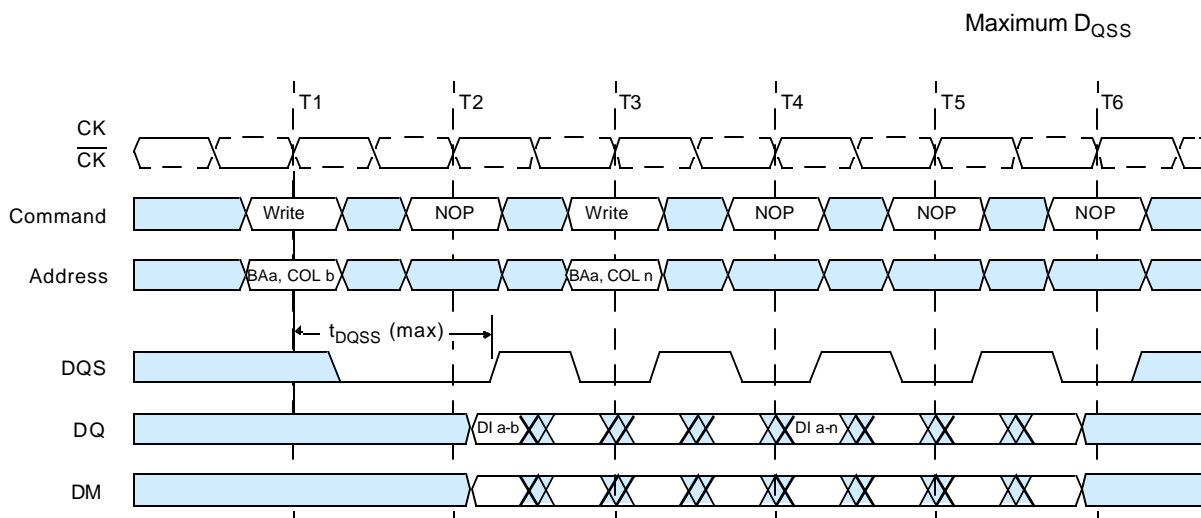 Maximum DQSS
T1 T2 T3 T4 T5 T6
CK
CK
Command Write NOP Write NOP NOP NOP
Address BAa, COL b BAa, COL n
tDQSS (max)
DQS
DQ DI a-b DI a-n
DM